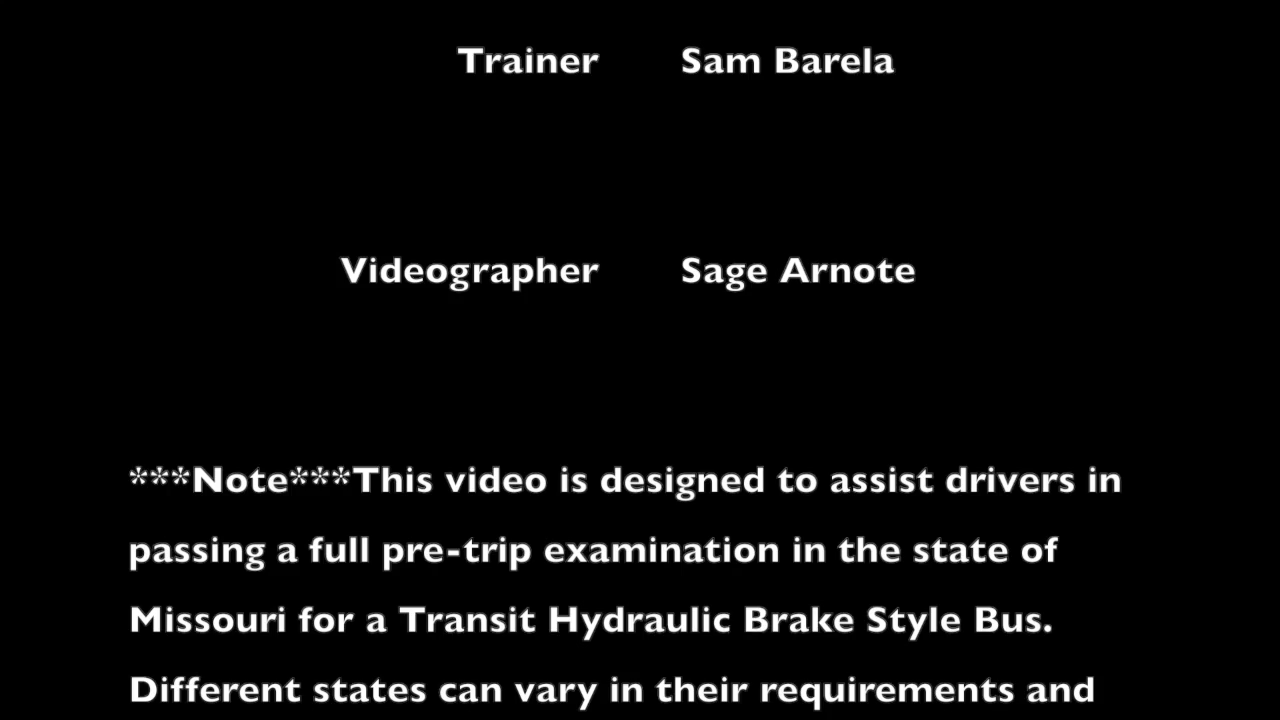 Trainer Sam Barela
Videographer Sage Arnote
***Note***This video is designed to assist drivers in
passing a full pre-trip examination in the state of
Missouri for a Transit Hydraulic Brake Style Bus.
Different states can vary in their requirements and